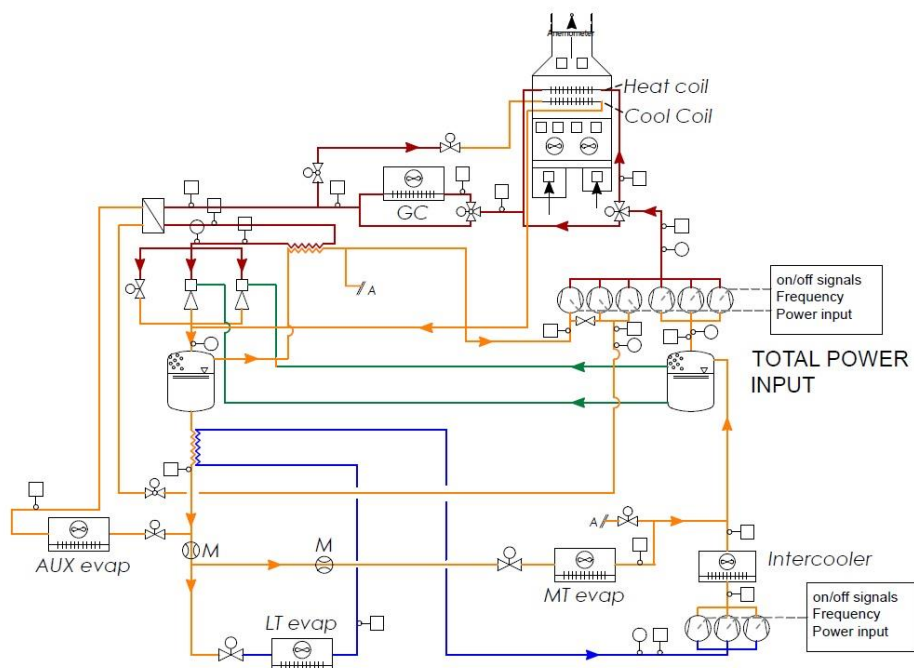 Anemometer
Heat coil
Cool Coil
GC
A
on/off signals
Frequency
Power input
TOTAL POWER
INPUT
A
M
M
AUX evap
MT evap
Intercooler
LT evap
on/off signals
Frequency
Power input